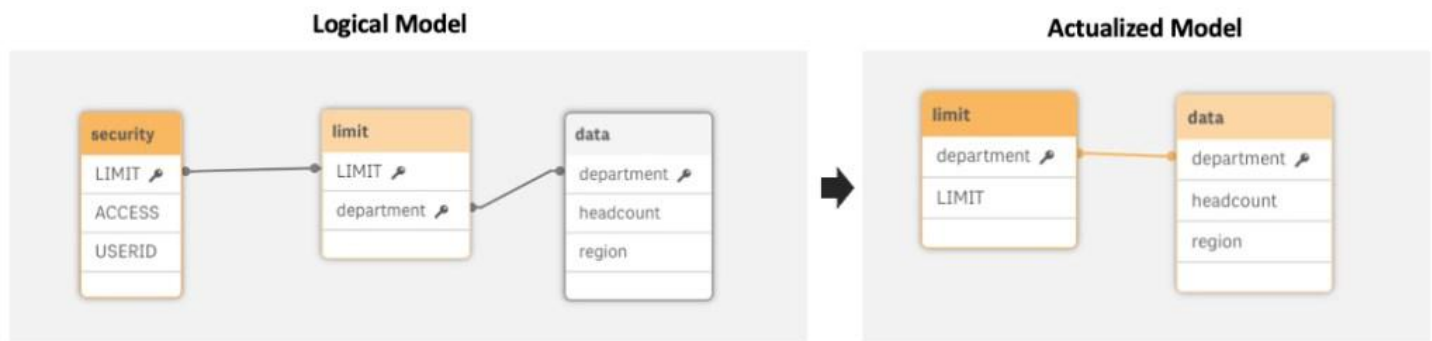 Logical Model
security
LIMIT
ACCESS
USERID
limit
LIMIT
department
data
department
headcount
region
Actualized Model
limit
department
LIMIT
data
department
headcount
region